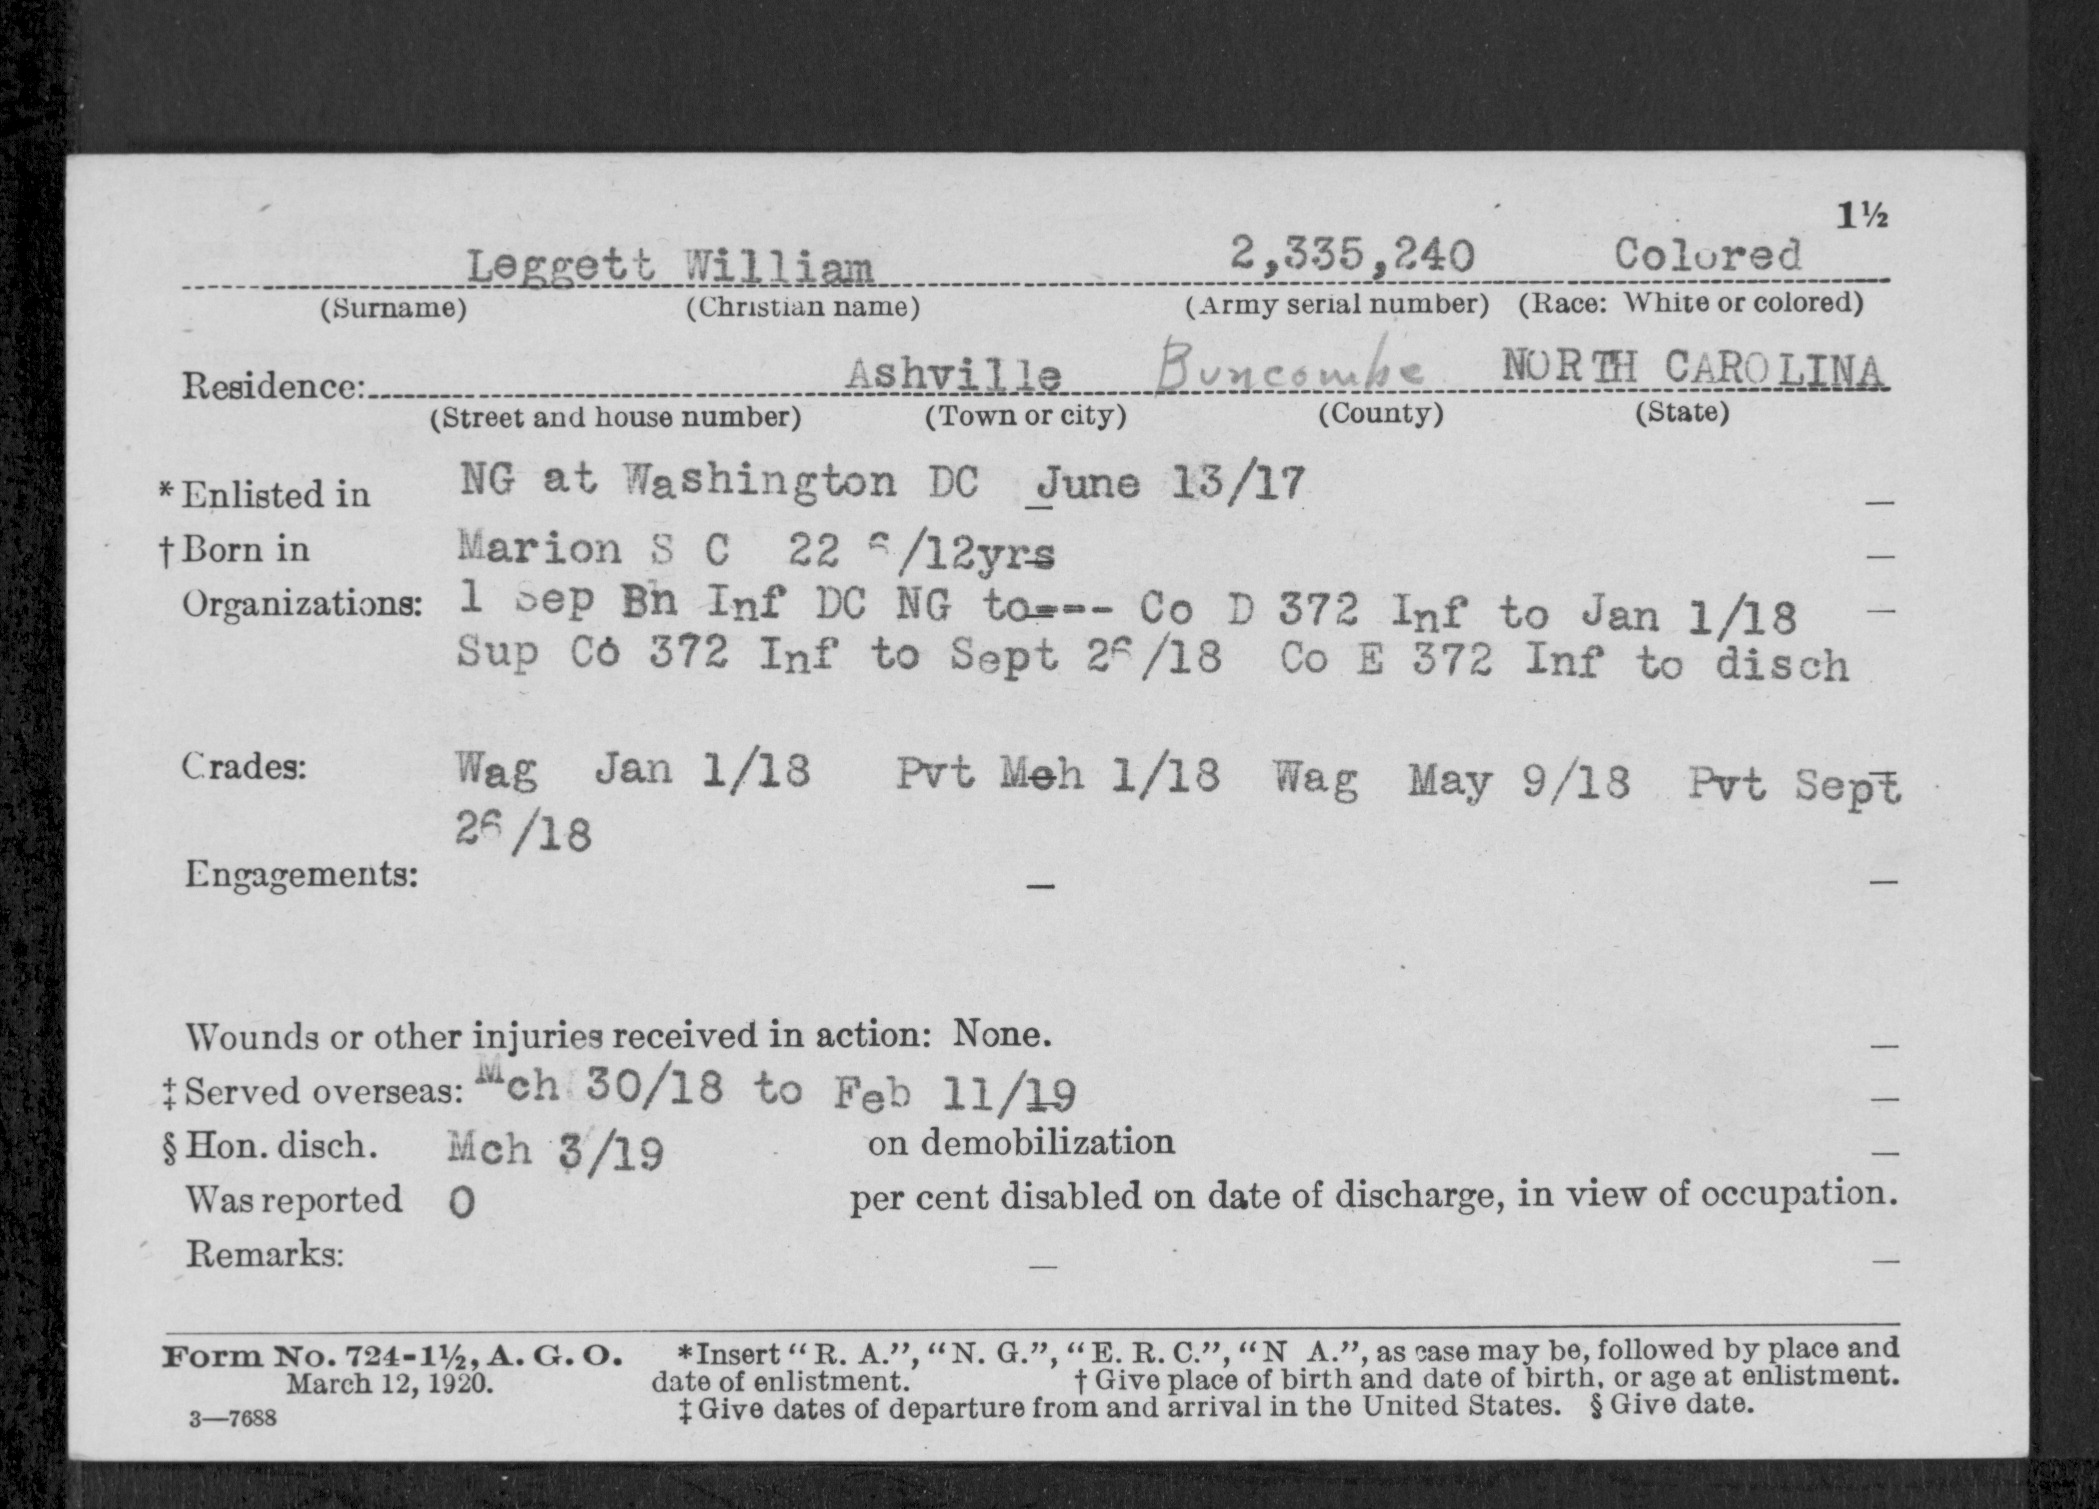 1½
Leggett William 2,335,240 Colored
(Surname) (Christian name) (Army serial number) (Race: White or colored)
Residence: Ashville Buncombe NORTH CAROLINA
(Street and house number) (Town or city) (County) (State)
*Enlisted in NG at Washington DC June 13/17 —
†Born in Marion S C 22 6/12yrs —
Organizations: 1 Sep Bn Inf DC NG to--- Co D 372 Inf to Jan 1/18 —
Sup Co 372 Inf to Sept 26/18 Co E 372 Inf to disch
Grades: Wag Jan 1/18 Pvt Mch 1/18 Wag May 9/18 Pvt Sept
26/18
Engagements: — —
Wounds or other injuries received in action: None. —
‡Served overseas: Mch 30/18 to Feb 11/19 —
§Hon. disch. Mch 3/19 on demobilization —
Was reported 0 per cent disabled on date of discharge, in view of occupation.
Remarks: — —
Form No. 724-1½, A. G. O. *Insert "R. A.", "N. G.", "E. R. C.", "N A.", as case may be, followed by place and
March 12, 1920. date of enlistment. †Give place of birth and date of birth, or age at enlistment.
3—7688 ‡Give dates of departure from and arrival in the United States. §Give date.